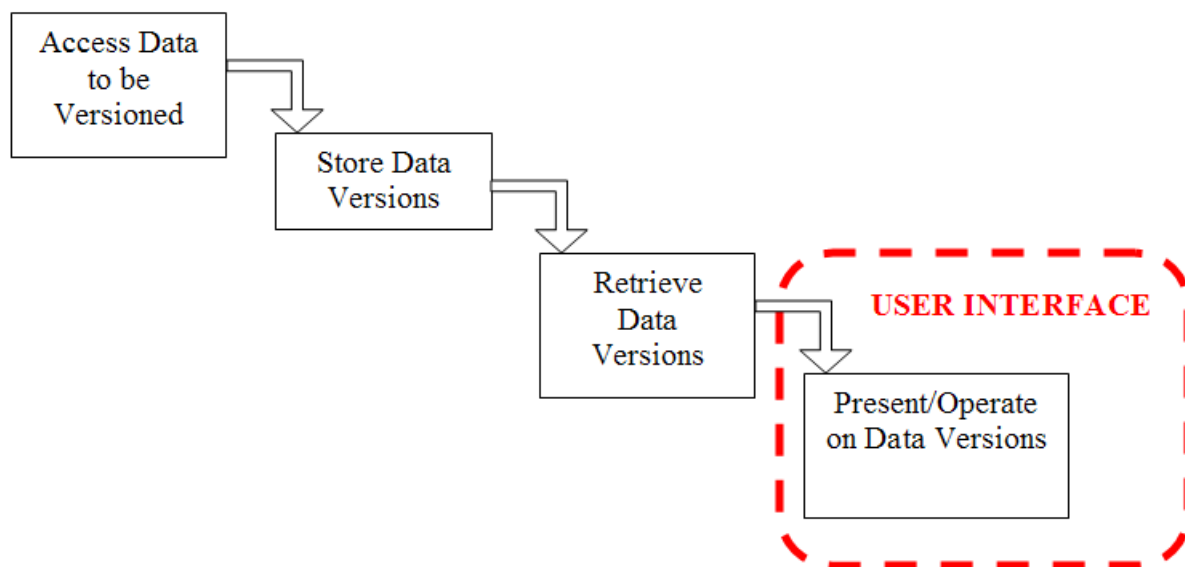 Access Data
to be
Versioned
Store Data
Versions
Retrieve
Data
Versions
USER INTERFACE
Present/Operate
on Data Versions